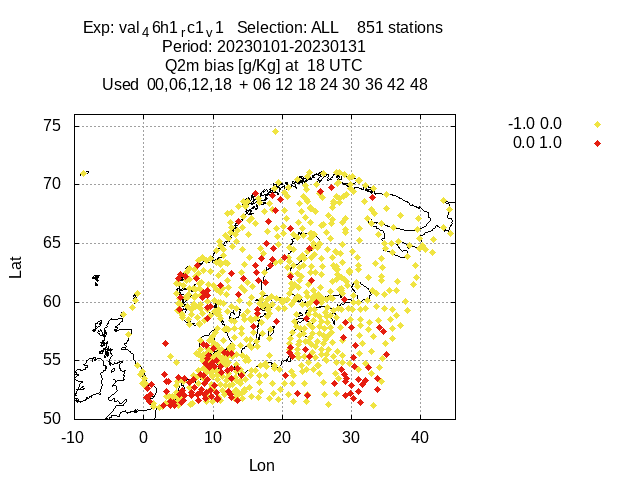 Exp: val46h1rc1v1 Selection: ALL 851 stations
Period: 20230101-20230131
Q2m bias [g/Kg] at 18 UTC
Used 00,06,12,18 + 06 12 18 24 30 36 42 48
-1.0 0.0
0.0 1.0
75
70
65
60
55
50
Lat
-10 0 10 20 30 40
Lon